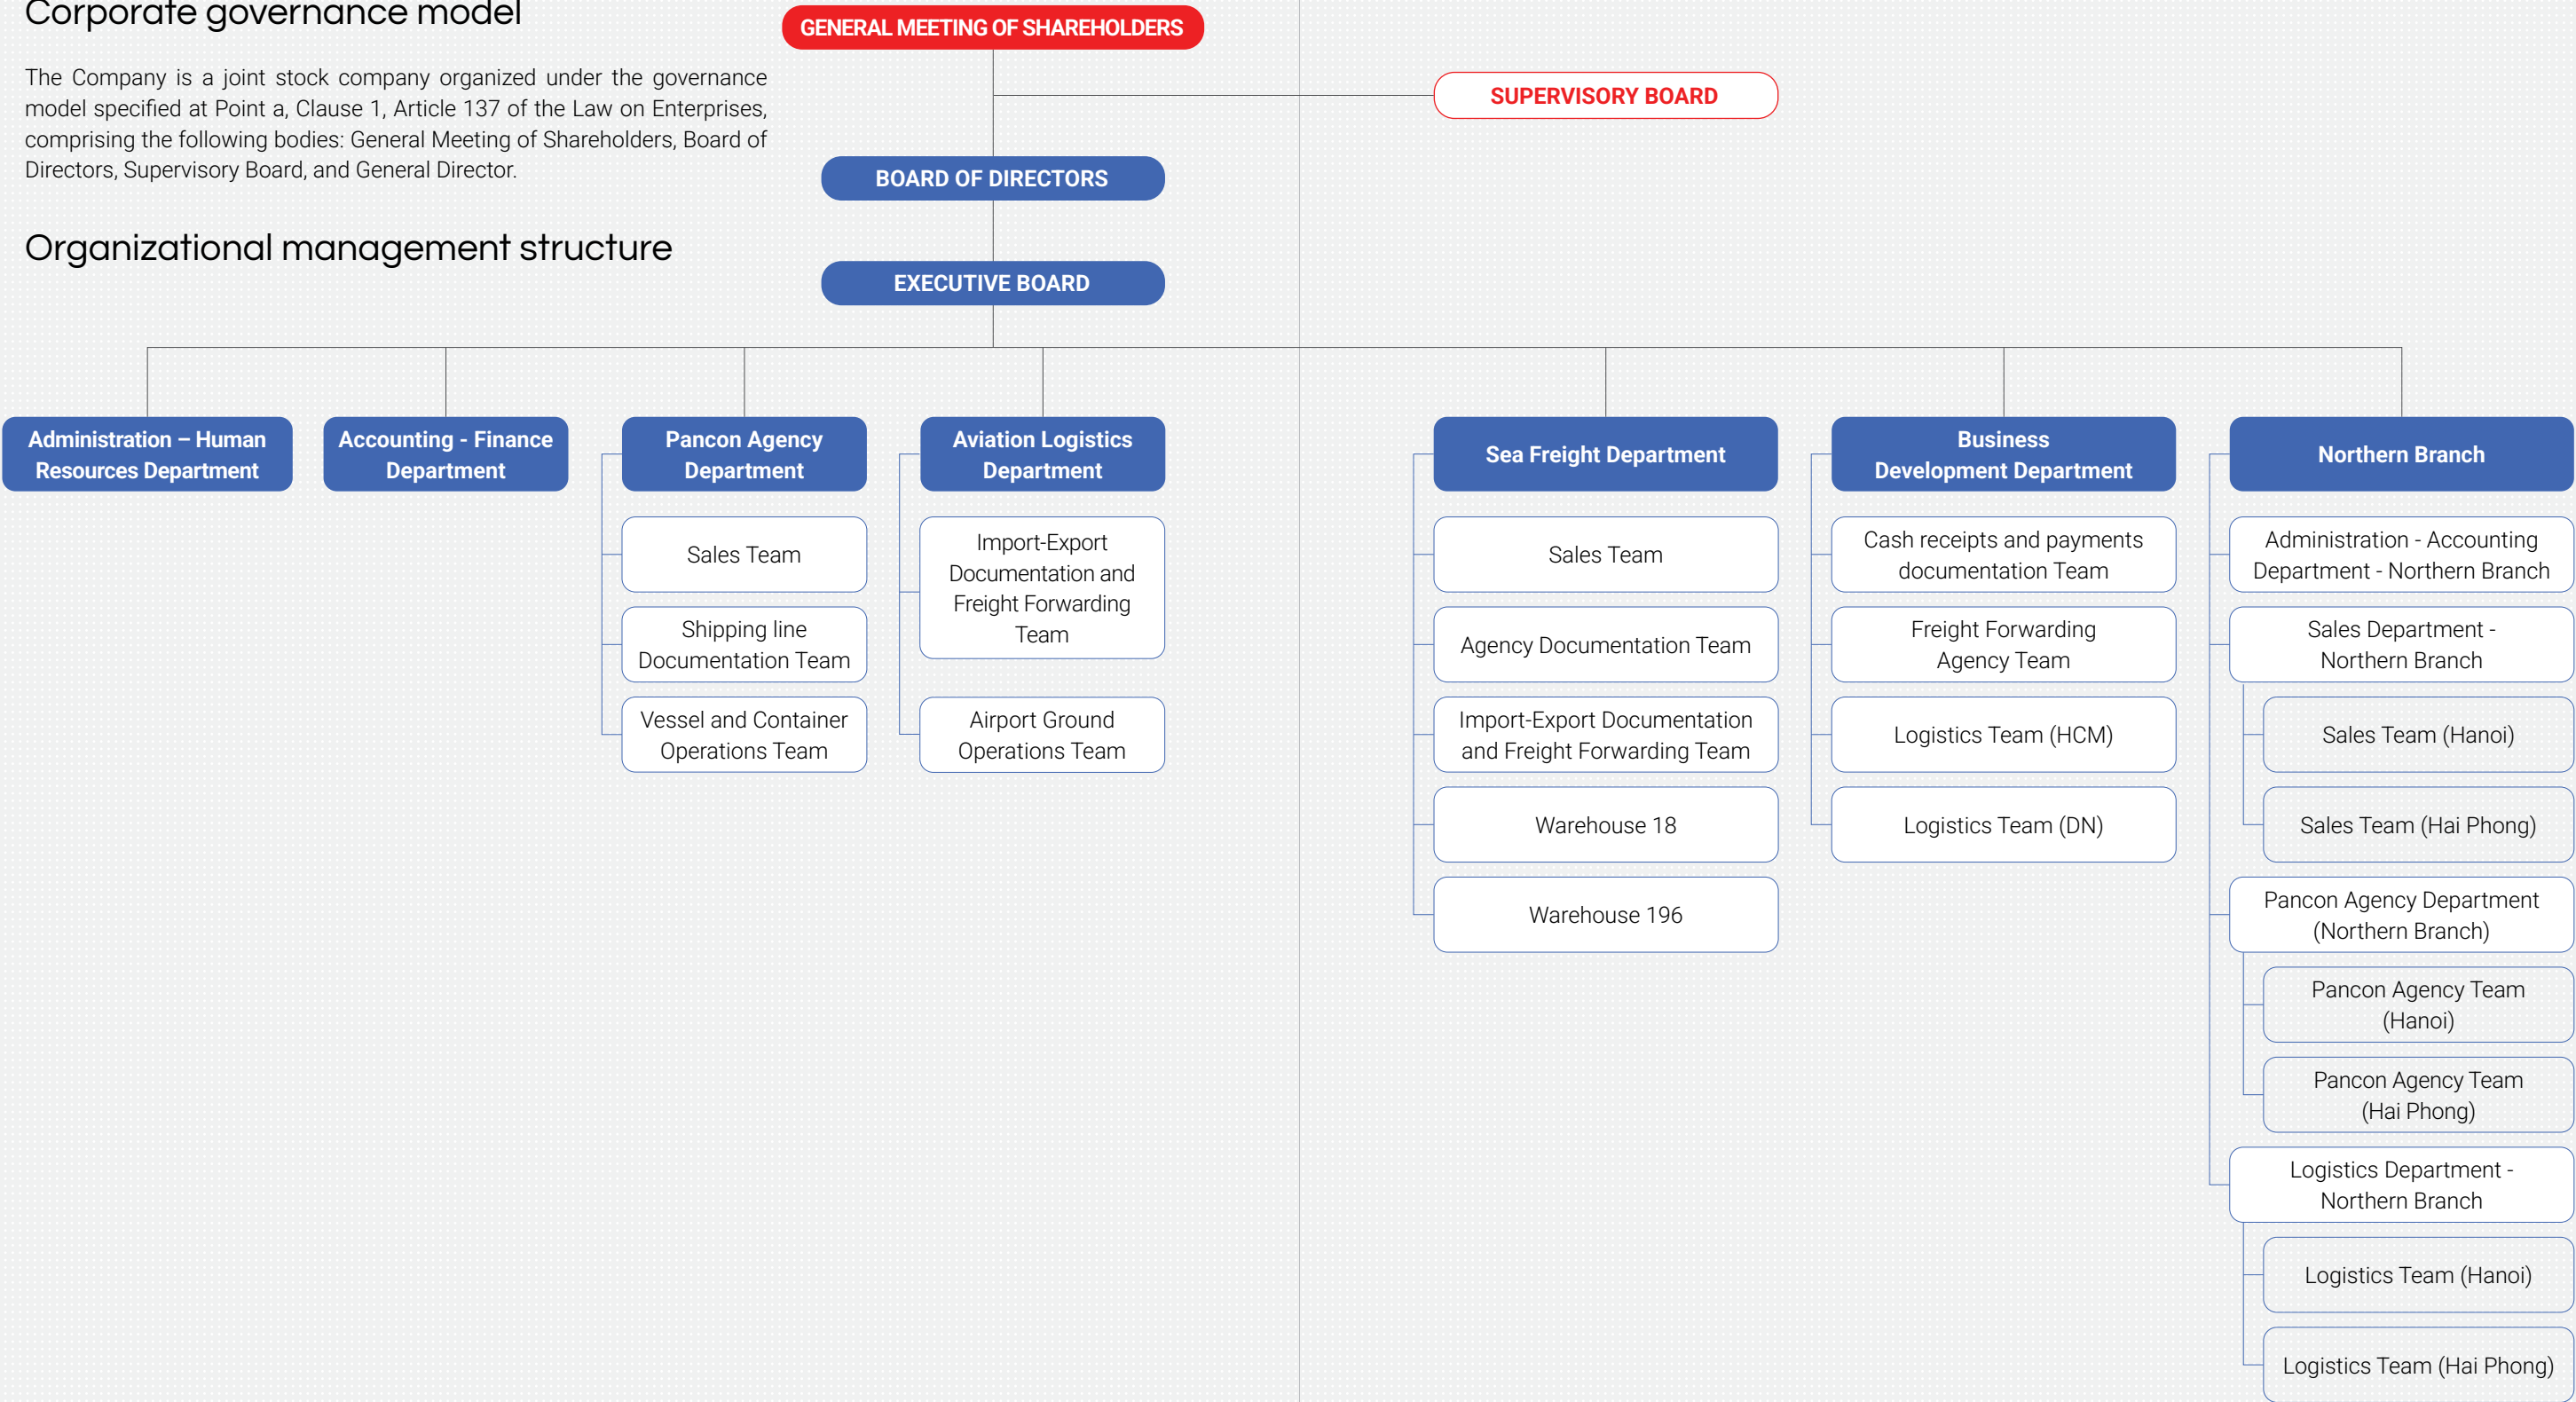 Corporate governance model
The Company is a joint stock company organized under the governance
model specified at Point a, Clause 1, Article 137 of the Law on Enterprises,
comprising the following bodies: General Meeting of Shareholders, Board of
Directors, Supervisory Board, and General Director.
Organizational management structure
GENERAL MEETING OF SHAREHOLDERS
SUPERVISORY BOARD
BOARD OF DIRECTORS
EXECUTIVE BOARD
Administration – Human
Resources Department
Accounting - Finance
Department
Pancon Agency
Department
Sales Team
Shipping line
Documentation Team
Vessel and Container
Operations Team
Aviation Logistics
Department
Import-Export
Documentation and
Freight Forwarding
Team
Airport Ground
Operations Team
Sea Freight Department
Sales Team
Agency Documentation Team
Import-Export Documentation
and Freight Forwarding Team
Warehouse 18
Warehouse 196
Business
Development Department
Cash receipts and payments
documentation Team
Freight Forwarding
Agency Team
Logistics Team (HCM)
Logistics Team (DN)
Northern Branch
Administration - Accounting
Department - Northern Branch
Sales Department -
Northern Branch
Sales Team (Hanoi)
Sales Team (Hai Phong)
Pancon Agency Department
(Northern Branch)
Pancon Agency Team
(Hanoi)
Pancon Agency Team
(Hai Phong)
Logistics Department -
Northern Branch
Logistics Team (Hanoi)
Logistics Team (Hai Phong)